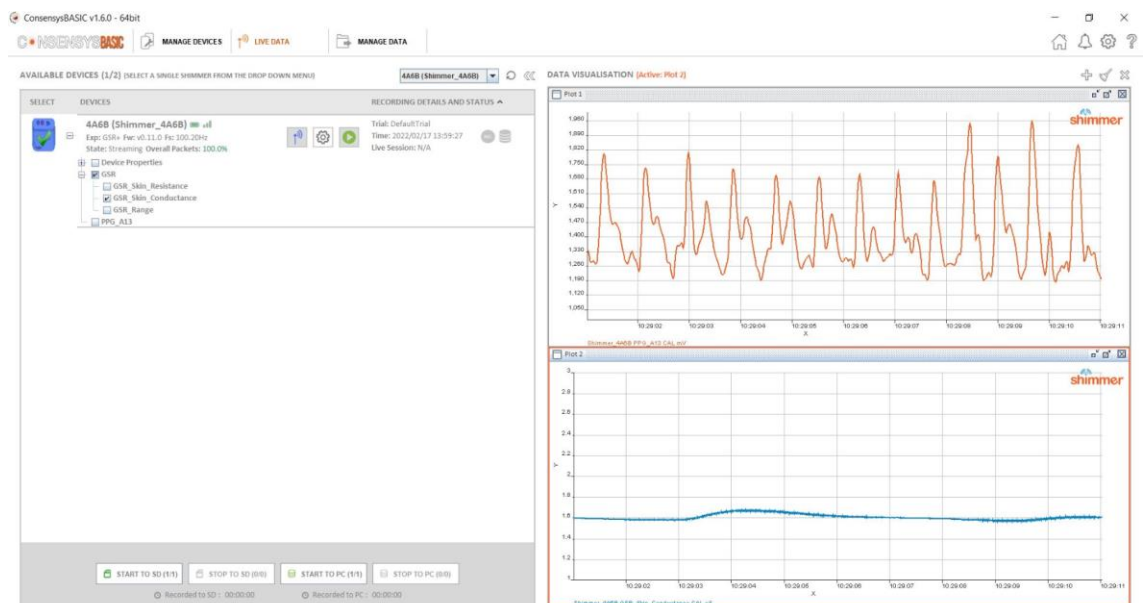 ConsensysBASIC v1.6.0 - 64bit
CONSENSYSBASIC
MANAGE DEVICES
LIVE DATA
MANAGE DATA
AVAILABLE DEVICES (1/2) (SELECT A SINGLE SHIMMER FROM THE DROP DOWN MENU)
4A6B (Shimmer_4A6B)
SELECT DEVICES RECORDING DETAILS AND STATUS
4A6B (Shimmer_4A6B)
Exp: GSR+ Fw: v0.11.0 Fs: 100.20Hz
State: Streaming Overall Packets: 100.0%
Trial: DefaultTrial
Time: 2022/02/17 13:59:27
Live Session: N/A
Device Properties
GSR
GSR_Skin_Resistance
GSR_Skin_Conductance
GSR_Range
PPG_A13
START TO SD (1/1)
STOP TO SD (0/0)
START TO PC (1/1)
STOP TO PC (0/0)
Recorded to SD : 00:00:00
Recorded to PC : 00:00:00
DATA VISUALISATION (Active: Plot 2)
Plot 1
shimmer
1,960
1,890
1,820
1,750
1,680
1,610
1,540
1,470
1,400
1,330
1,260
1,190
1,120
1,050
Y
10:29:02 10:29:03 10:29:04 10:29:05 10:29:06 10:29:07 10:29:08 10:29:09 10:29:10 10:29:11
X
Shimmer_4A6B PPG_A13 CAL mV
Plot 2
shimmer
3
2.8
2.6
2.4
2.2
2
1.8
1.6
1.4
1.2
1
Y
10:29:02 10:29:03 10:29:04 10:29:05 10:29:06 10:29:07 10:29:08 10:29:09 10:29:10 10:29:11
X